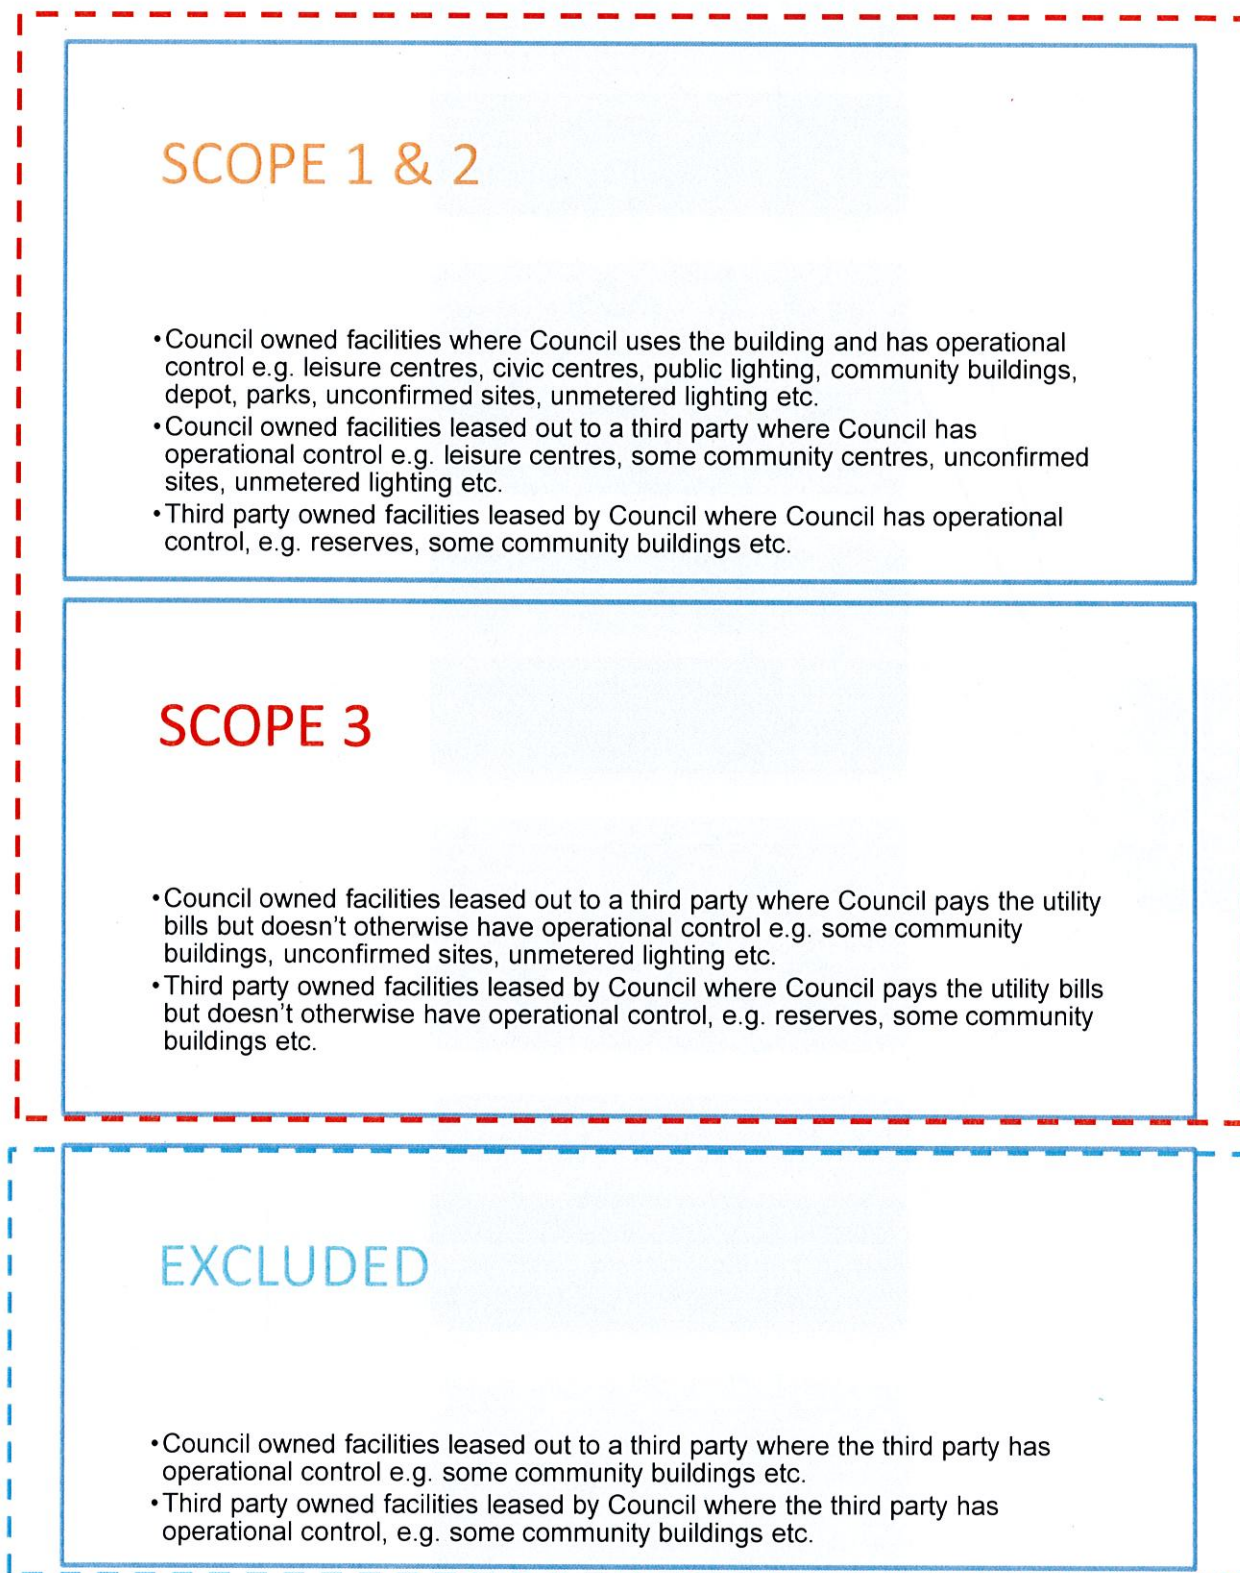 SCOPE 1 & 2
•Council owned facilities where Council uses the building and has operational
control e.g. leisure centres, civic centres, public lighting, community buildings,
depot, parks, unconfirmed sites, unmetered lighting etc.
•Council owned facilities leased out to a third party where Council has
operational control e.g. leisure centres, some community centres, unconfirmed
sites, unmetered lighting etc.
•Third party owned facilities leased by Council where Council has operational
control, e.g. reserves, some community buildings etc.
SCOPE 3
•Council owned facilities leased out to a third party where Council pays the utility
bills but doesn’t otherwise have operational control e.g. some community
buildings, unconfirmed sites, unmetered lighting etc.
•Third party owned facilities leased by Council where Council pays the utility bills
but doesn’t otherwise have operational control, e.g. reserves, some community
buildings etc.
EXCLUDED
•Council owned facilities leased out to a third party where the third party has
operational control e.g. some community buildings etc.
•Third party owned facilities leased by Council where the third party has
operational control, e.g. some community buildings etc.